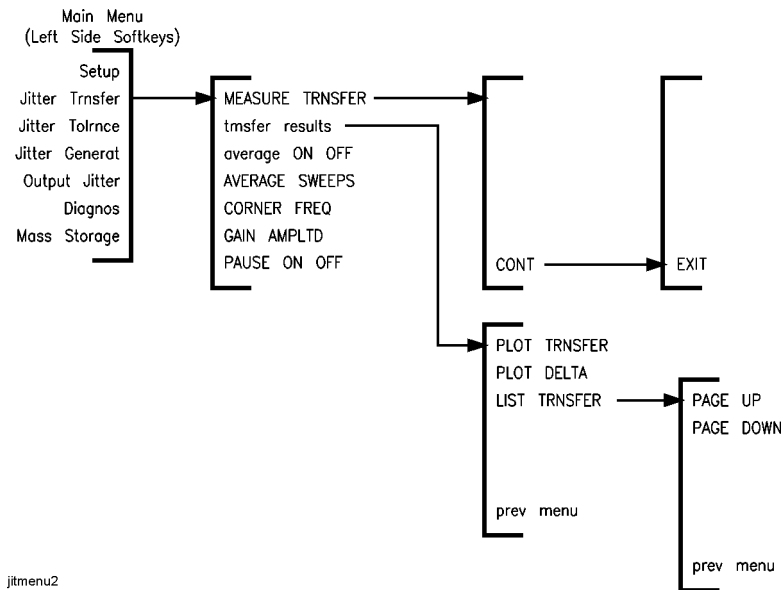 Main Menu
(Left Side Softkeys)
Setup
Jitter Trnsfer
Jitter Tolrnce
Jitter Generat
Output Jitter
Diagnos
Mass Storage
MEASURE TRNSFER
tmsfer results
average ON OFF
AVERAGE SWEEPS
CORNER FREQ
GAIN AMPLTD
PAUSE ON OFF
CONT
EXIT
PLOT TRNSFER
PLOT DELTA
LIST TRNSFER
prev menu
PAGE UP
PAGE DOWN
prev menu
jitmenu2